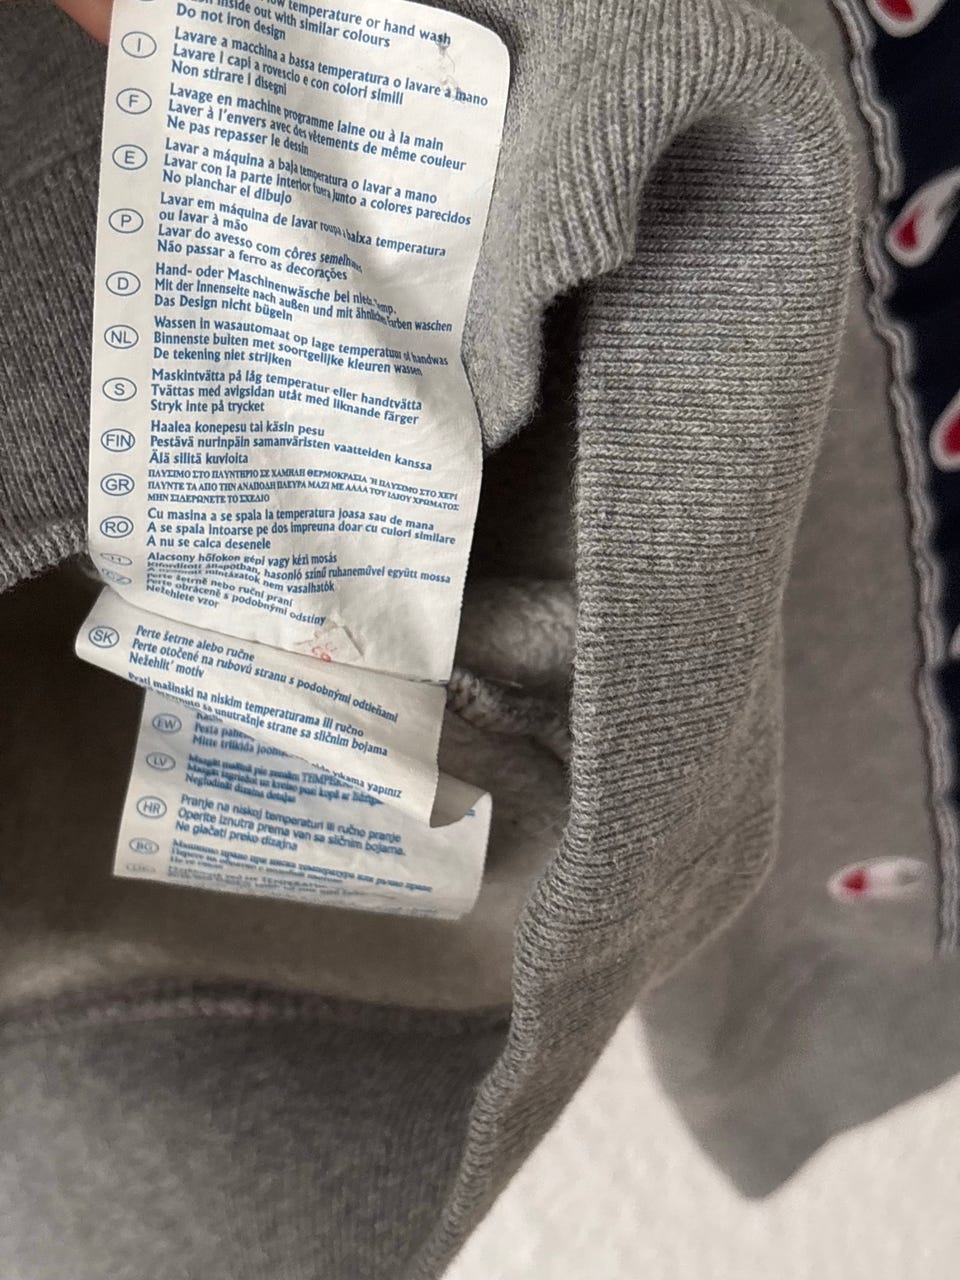 temperature or hand wash
inside out with similar colours
Do not iron design
I
Lavare a macchina a bassa temperatura o lavare a mano
Lavare I capi a rovescio e con colori simili
Non stirare i disegni
F
Lavage en machine programme laine ou à la main
Laver à l'envers avec des vêtements de même couleur
Ne pas repasser le dessin
E
Lavar a máquina a baja temperatura o lavar a mano
Lavar con la parte interior fuera junto a colores parecidos
No planchar el dibujo
P
Lavar em máquina de lavar roupa baixa temperatura
ou lavar à mão
Lavar do avesso com côres
Não passar a ferro as decorações
D
Hand- oder Maschinenwäsche bei
Mit der Innenseite nach außen und mit ähnlichen Farben waschen
Das Design nicht bügeln
NL
Wassen in wasautomaat op lage temperatuur of handwas
Binnenste buiten met soortgelijke kleuren wassen
De tekening niet strijken
S
Maskintvätta på låg temperatur eller handtvätta
Tvättas med avigsidan utåt med liknande färger
Stryk inte på trycket
FIN
Haalea konepesu tai käsin pesu
Pestävä nurinpäin samanväristen vaatteiden kanssa
Älä silitä kuvioita
GR
ΠΛΥΣΙΜΟ ΣΤΟ ΠΛΥΝΤΗΡΙΟ ΣΕ ΧΑΜΗΛΗ ΘΕΡΜΟΚΡΑΣΙΑ Ή ΠΛΥΣΙΜΟ ΣΤΟ ΧΕΡΙ
ΠΛΥΝΤΕ ΤΑ ΑΠΟ ΤΗΝ ΑΝΑΠΟΔΗ ΠΛΕΥΡΑ ΜΑΖΙ ΜΕ ΑΛΛΑ ΤΟΥ ΙΔΙΟΥ ΧΡΩΜΑΤΟΣ
ΜΗΝ ΣΙΔΕΡΩΝΕΤΕ ΤΟ ΣΧΕΔΙΟ
RO
Cu masina a se spala la temperatura joasa sau de mana
A se spala intoarse pe dos impreuna doar cu culori similare
A nu se calca desenele
Alacsony hőfokon gépi vagy kézi mosás
hasonló színű ruhaneművel együtt mossa
nem vasalhatók
Perte šetrně nebo ruční praní
Perte obráceně s podobnými odstíny
Nežehlete vzor
SK
Perte šetrne alebo ručne
Perte otočené na rubovú stranu s podobnými odtieňami
Nežehliť motív
Prati mašinski na niskim temperaturama ili ručno
sa unutrašnje strane sa sličnim bojama
yıkama yapınız
EW
Pesta
Mitte triikida
LV
HR
Pranje na niskoj temperaturi ili ručno pranje
Operite iznutra prema van sa sličnim bojama.
Ne glačati preko dizajna
BG